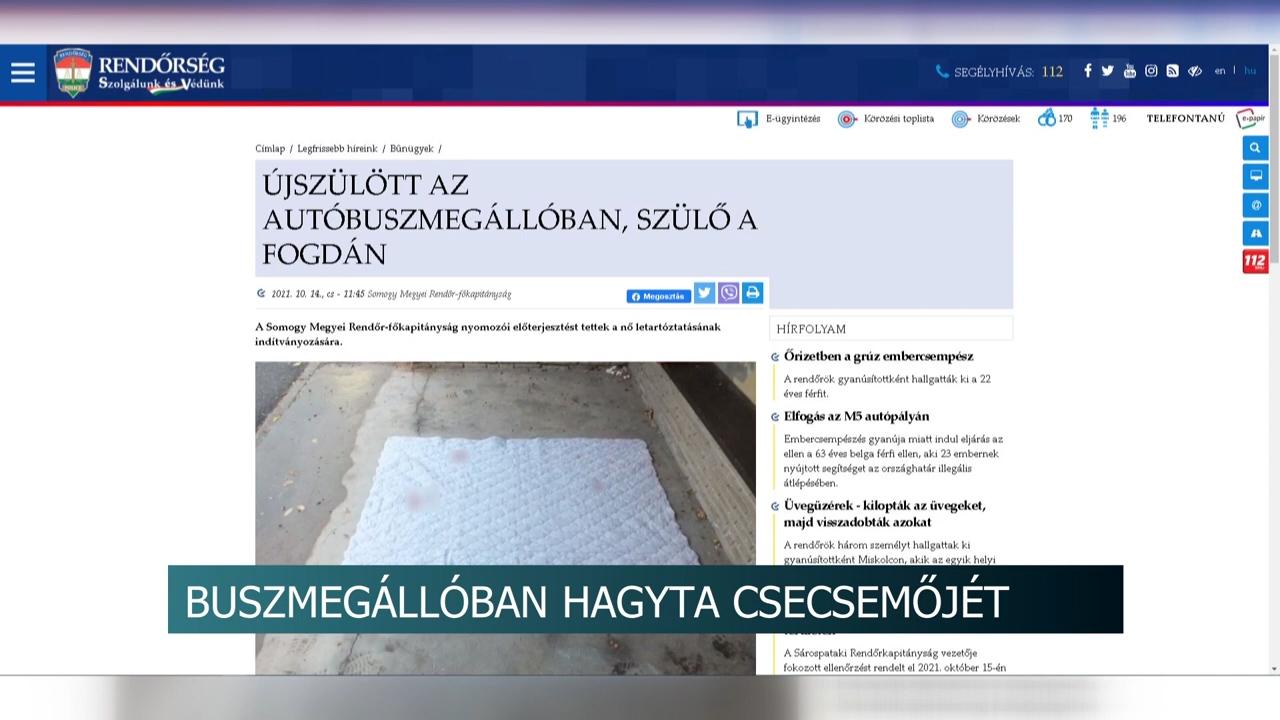 RENDŐRSÉG
Szolgálunk és Védünk
SEGÉLYHÍVÁS: 112
en | hu
E-ügyintézés
Körözési toplista
Körözések
170
196
TELEFONTANÚ
e-papír
Címlap / Legfrissebb híreink / Bűnügyek /
ÚJSZÜLÖTT AZ
AUTÓBUSZMEGÁLLÓBAN, SZÜLŐ A
FOGDÁN
2021. 10. 14., cs - 11:45 Somogy Megyei Rendőr-főkapitányság
Megosztás
A Somogy Megyei Rendőr-főkapitányság nyomozói előterjesztést tettek a nő letartóztatásának
indítványozására.
112
HÍRFOLYAM
Őrizetben a grúz embercsempész
A rendőrök gyanúsítottként hallgatták ki a 22
éves férfit.
Elfogás az M5 autópályán
Embercsempészés gyanúja miatt indul eljárás az
ellen a 63 éves belga férfi ellen, aki 23 embernek
nyújtott segítséget az országhatár illegális
átlépésében.
Üvegűzérek - kilopták az üvegeket,
majd visszadobták azokat
A rendőrök három személyt hallgattak ki
gyanúsítottként Miskolcon, akik az egyik helyi
BUSZMEGÁLLÓBAN HAGYTA CSECSEMŐJÉT
A Sárospataki Rendőrkapitányság vezetője
fokozott ellenőrzést rendelt el 2021. október 15-én